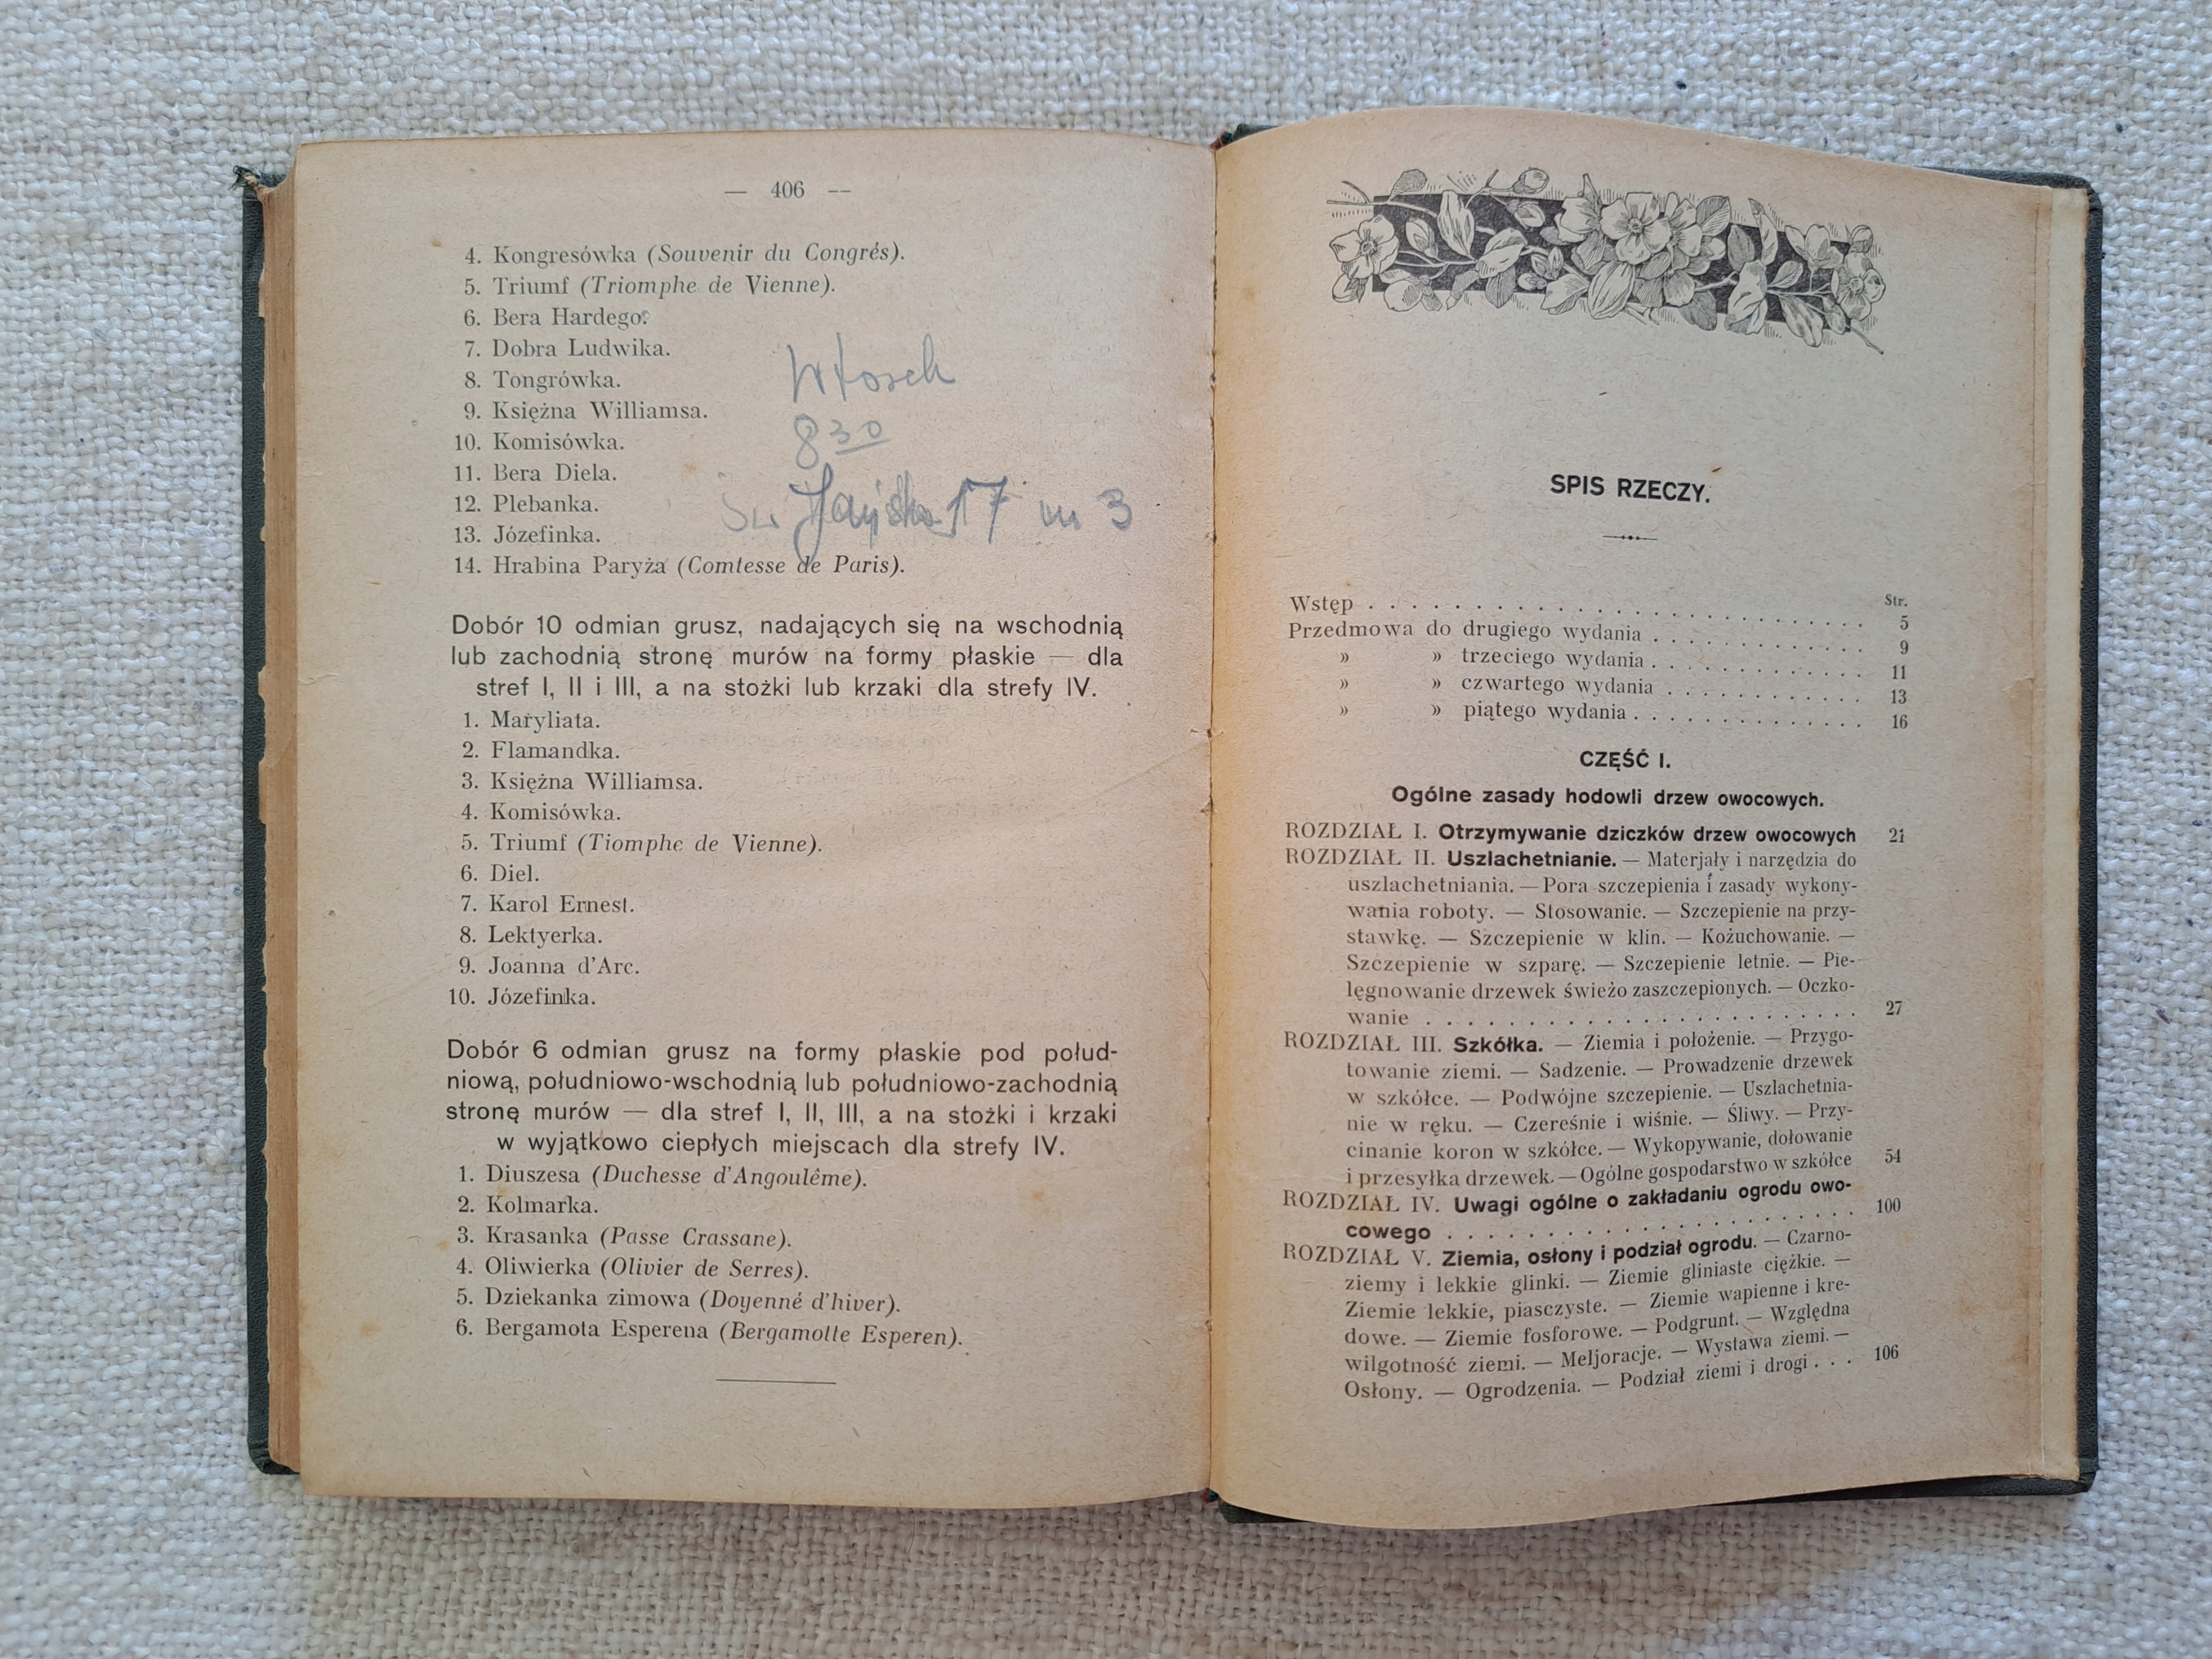 — 406 —
4. Kongresówka (Souvenir du Congrés).
5. Triumf (Triomphe de Vienne).
6. Bera Hardego.
7. Dobra Ludwika.
8. Tongrówka.
9. Księżna Williamsa.
10. Komisówka.
11. Bera Diela.
12. Plebanka.
13. Józefinka.
14. Hrabina Paryża (Comtesse de Paris).
8 30
17 m 3
Dobór 10 odmian grusz, nadających się na wschodnią
lub zachodnią stronę murów na formy płaskie — dla
stref I, II i III, a na stożki lub krzaki dla strefy IV.
1. Maryliata.
2. Flamandka.
3. Księżna Williamsa.
4. Komisówka.
5. Triumf (Tiomphe de Vienne).
6. Diel.
7. Karol Ernest.
8. Lektyerka.
9. Joanna d'Arc.
10. Józefinka.
Dobór 6 odmian grusz na formy płaskie pod połud-
niową, południowo-wschodnią lub południowo-zachodnią
stronę murów — dla stref I, II, III, a na stożki i krzaki
w wyjątkowo ciepłych miejscach dla strefy IV.
1. Diuszesa (Duchesse d'Angoulême).
2. Kolmarka.
3. Krasanka (Passe Crassane).
4. Oliwierka (Olivier de Serres).
5. Dziekanka zimowa (Doyenné d'hiver).
6. Bergamota Esperena (Bergamotte Esperen).
SPIS RZECZY.
Str.
Wstęp . . . . . . . . . . . . . . . . . . . . 5
Przedmowa do drugiego wydania . . . . . . . . . . 9
» » trzeciego wydania . . . . . . . . . . 11
» » czwartego wydania . . . . . . . . . . 13
» » piątego wydania . . . . . . . . . . 16
CZĘŚĆ I.
Ogólne zasady hodowli drzew owocowych.
ROZDZIAŁ I. Otrzymywanie dziczków drzew owocowych 21
ROZDZIAŁ II. Uszlachetnianie. — Materjały i narzędzia do
uszlachetniania. — Pora szczepienia i zasady wykony-
wania roboty. — Stosowanie. — Szczepienie na przy-
stawkę. — Szczepienie w klin. — Kożuchowanie. —
Szczepienie w szparę. — Szczepienie letnie. — Pie-
lęgnowanie drzewek świeżo zaszczepionych. — Oczko-
wanie . . . . . . . . . . . . . . . . . . . . 27
ROZDZIAŁ III. Szkółka. — Ziemia i położenie. — Przygo-
towanie ziemi. — Sadzenie. — Prowadzenie drzewek
w szkółce. — Podwójne szczepienie. — Uszlachetnia-
nie w ręku. — Czereśnie i wiśnie. — Śliwy. — Przy-
cinanie koron w szkółce. — Wykopywanie, dołowanie
i przesyłka drzewek. — Ogólne gospodarstwo w szkółce 54
ROZDZIAŁ IV. Uwagi ogólne o zakładaniu ogrodu owo-
cowego . . . . . . . . . . . . . . . . . . 100
ROZDZIAŁ V. Ziemia, osłony i podział ogrodu. — Czarno-
ziemy i lekkie glinki. — Ziemie gliniaste ciężkie. —
Ziemie lekkie, piasczyste. — Ziemie wapienne i kre-
dowe. — Ziemie fosforowe. — Podgrunt. — Względna
wilgotność ziemi. — Meljoracje. — Wystawa ziemi. —
Osłony. — Ogrodzenia. — Podział ziemi i drogi . . . 106